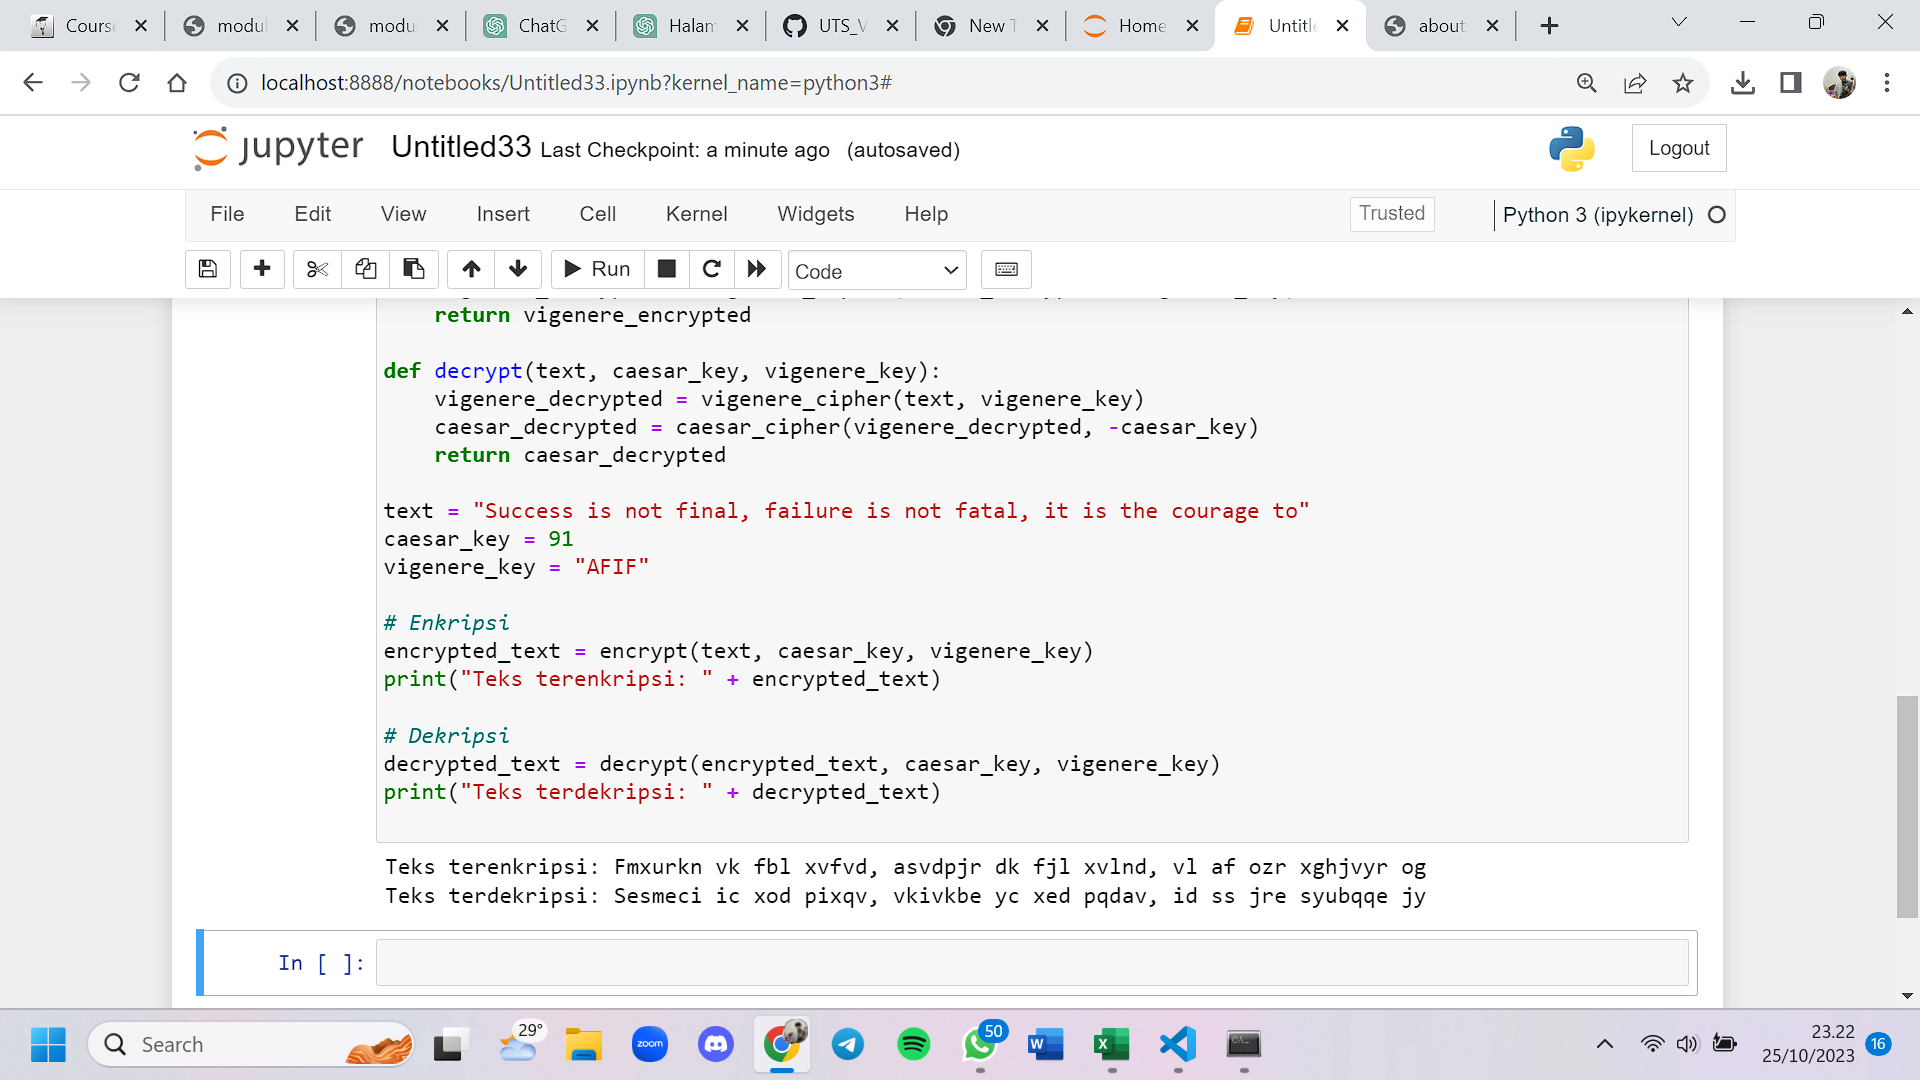 Course
modul
modu
ChatG
Halam
UTS_V
New T
Home
Untitle
about:
localhost:8888/notebooks/Untitled33.ipynb?kernel_name=python3#
jupyter Untitled33 Last Checkpoint: a minute ago (autosaved)
Logout
File Edit View Insert Cell Kernel Widgets Help
Trusted
Python 3 (ipykernel)
Run
Code
    return vigenere_encrypted
def decrypt(text, caesar_key, vigenere_key):
    vigenere_decrypted = vigenere_cipher(text, vigenere_key)
    caesar_decrypted = caesar_cipher(vigenere_decrypted, -caesar_key)
    return caesar_decrypted
text = "Success is not final, failure is not fatal, it is the courage to"
caesar_key = 91
vigenere_key = "AFIF"
# Enkripsi
encrypted_text = encrypt(text, caesar_key, vigenere_key)
print("Teks terenkripsi: " + encrypted_text)
# Dekripsi
decrypted_text = decrypt(encrypted_text, caesar_key, vigenere_key)
print("Teks terdekripsi: " + decrypted_text)
Teks terenkripsi: Fmxurkn vk fbl xvfvd, asvdpjr dk fjl xvlnd, vl af ozr xghjvyr og
Teks terdekripsi: Sesmeci ic xod pixqv, vkivkbe yc xed pqdav, id ss jre syubqqe jy
In [ ]:
Search
29°
zoom
50
23.22
25/10/2023
16